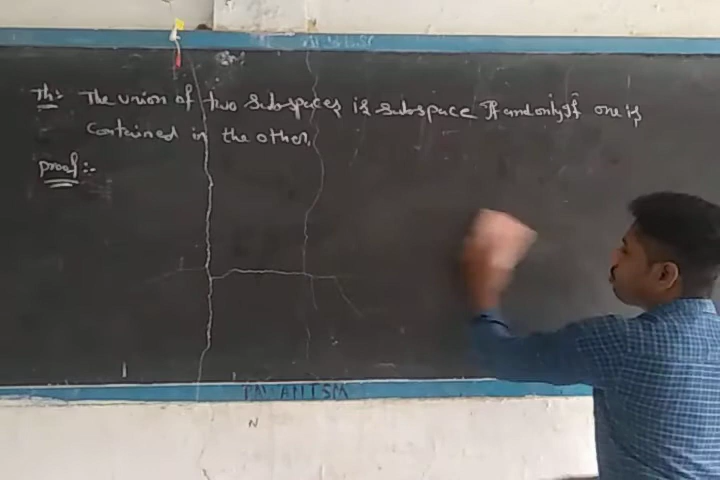 Th:- The union of two subspaces is subspace If and only If one is
contained in the other.
Proof:-